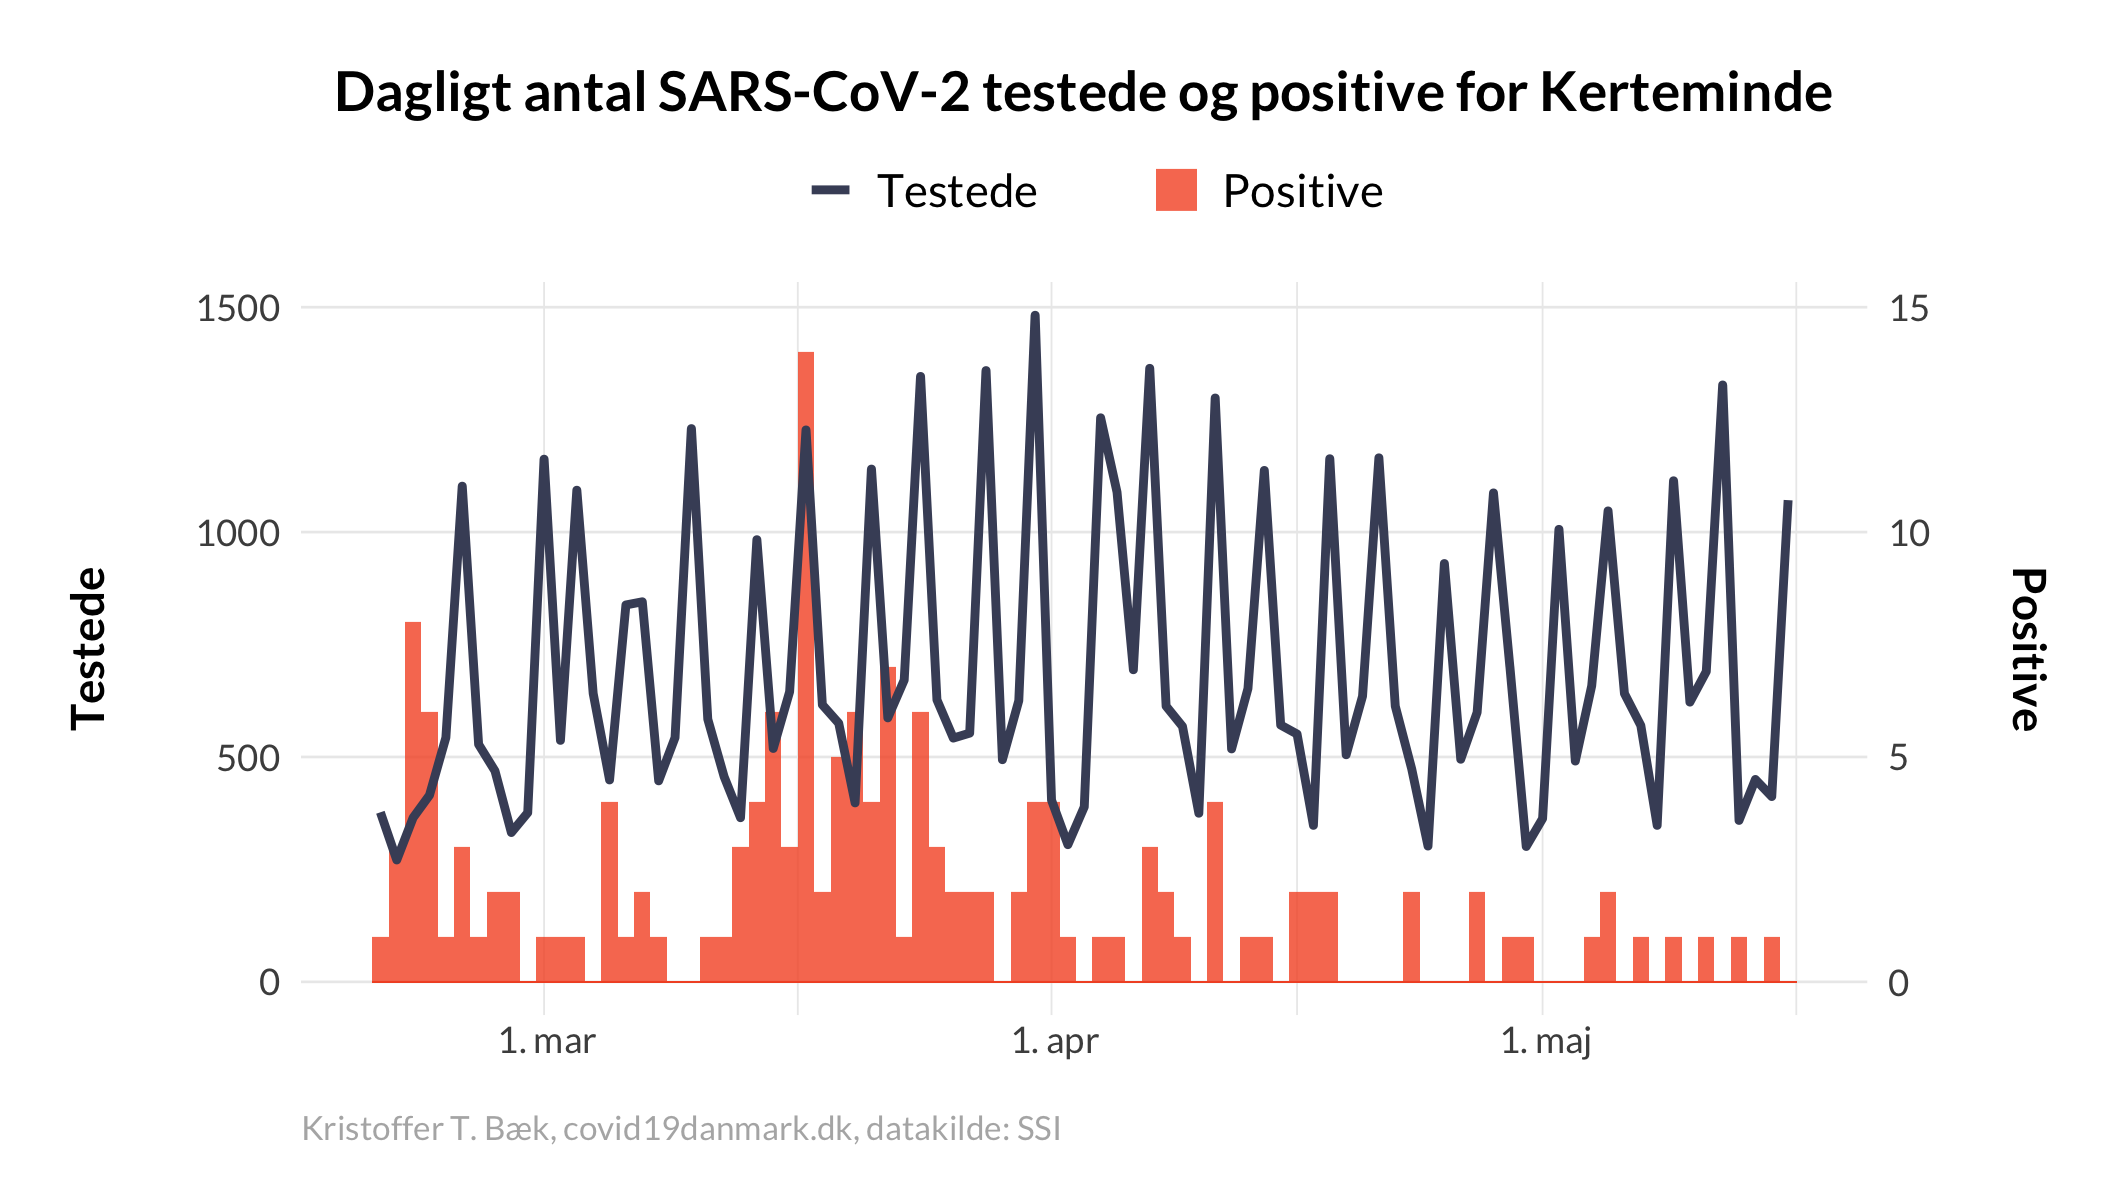 Dagligt antal SARS-CoV-2 testede og positive for Kerteminde
Testede
Positive
1500
1000
500
0
15
10
5
0
Testede
Positive
1. mar
1. apr
1. maj
Kristoffer T. Bæk, covid19danmark.dk, datakilde: SSI